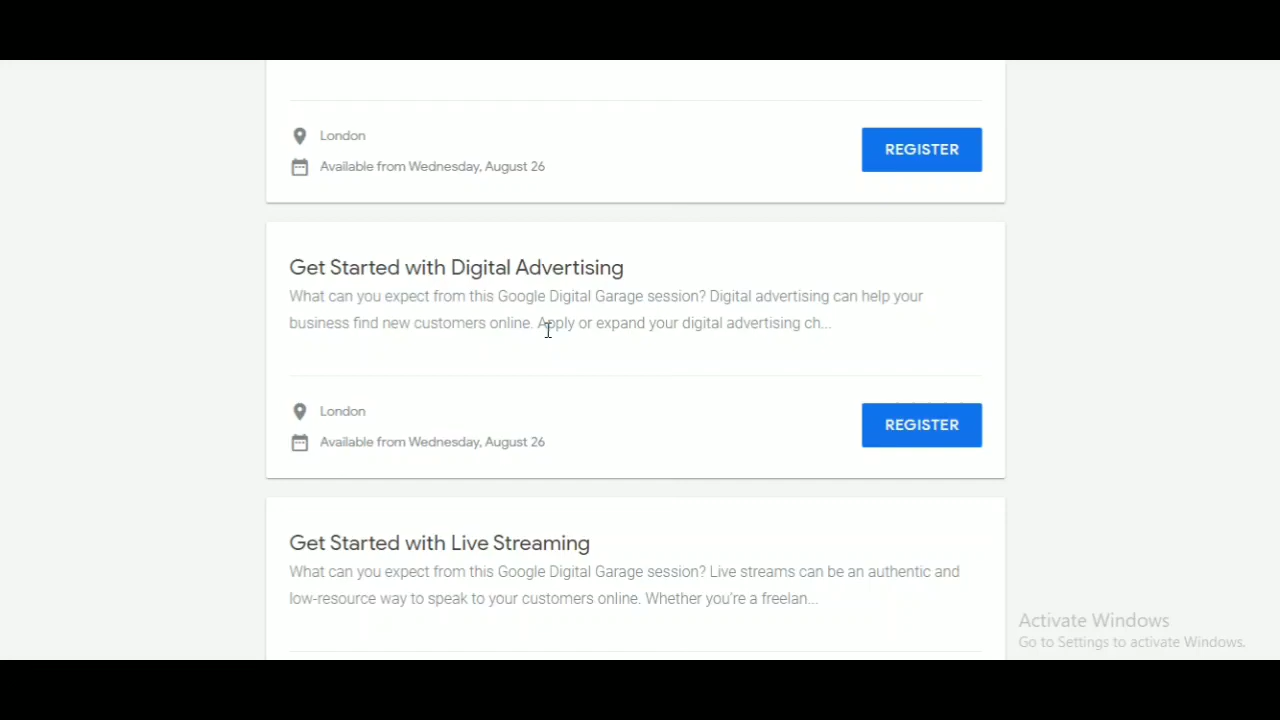 London
Available from Wednesday, August 26
REGISTER
Get Started with Digital Advertising
What can you expect from this Google Digital Garage session? Digital advertising can help your
business find new customers online. Apply or expand your digital advertising ch...
London
Available from Wednesday, August 26
REGISTER
Get Started with Live Streaming
What can you expect from this Google Digital Garage session? Live streams can be an authentic and
low-resource way to speak to your customers online. Whether you're a freelan...
Activate Windows
Go to Settings to activate Windows.